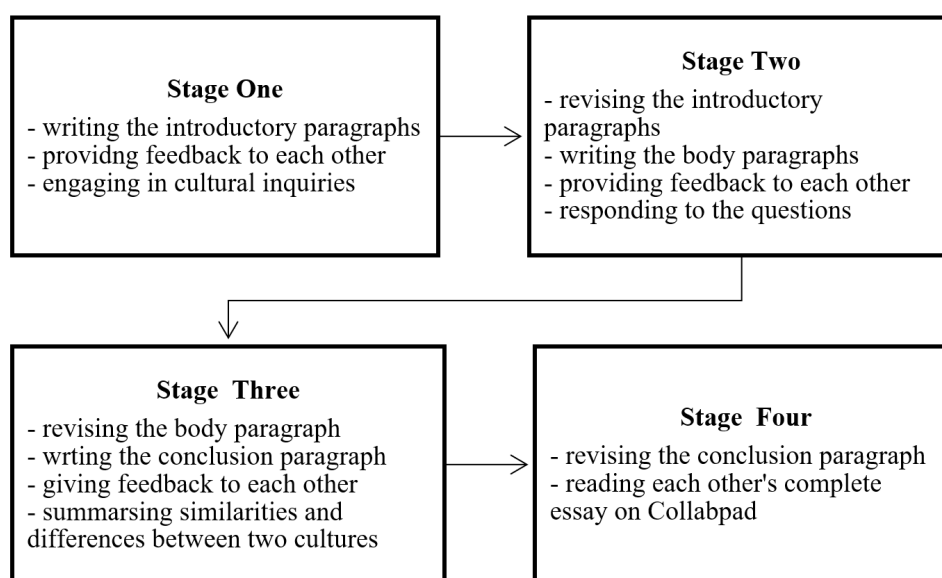 Stage One
- writing the introductory paragraphs
- providng feedback to each other
- engaging in cultural inquiries
Stage Two
- revising the introductory
paragraphs
- writing the body paragraphs
- providing feedback to each other
- responding to the questions
Stage Three
- revising the body paragraph
- wrting the conclusion paragraph
- giving feedback to each other
- summarsing similarities and
differences between two cultures
Stage Four
- revising the conclusion paragraph
- reading each other's complete
essay on Collabpad